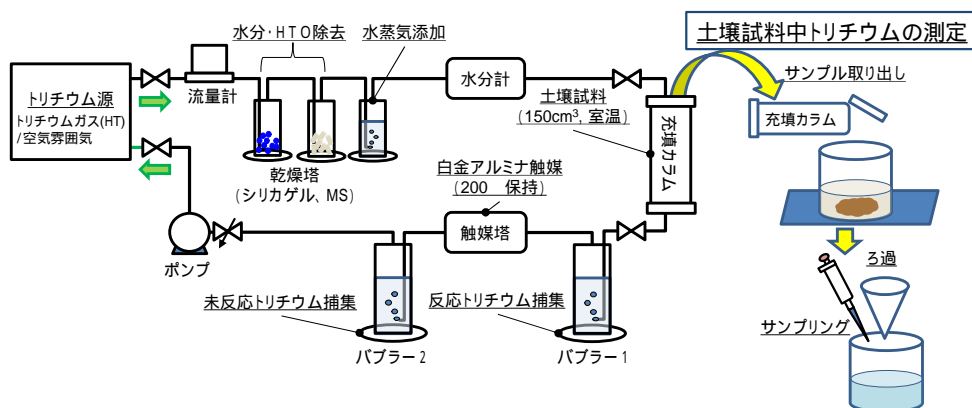 土壌試料中トリチウムの測定
水分・HTO除去
水蒸気添加
サンプル取り出し
水分計
トリチウム源
トリチウムガス(HT)
/空気雰囲気
流量計
土壌試料
(150cm³, 室温)
充填カラム
充填カラム
乾燥塔
(シリカゲル、MS)
白金アルミナ触媒
(200 保持)
触媒塔
ポンプ
ろ過
未反応トリチウム捕集
反応トリチウム捕集
サンプリング
バブラー2
バブラー1